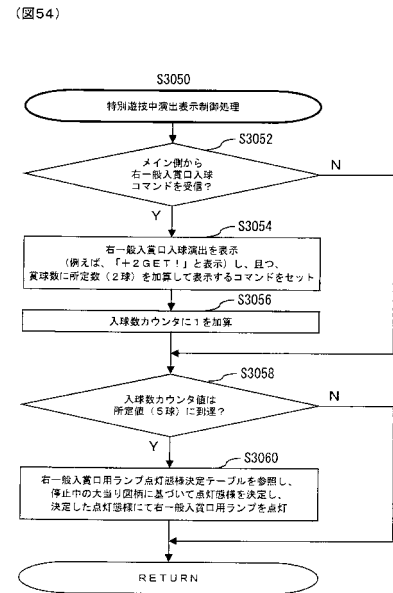 (図54)
S3050
特別遊技中演出表示制御処理
S3052
メイン側から
右一般入賞口入球
コマンドを受信?
N
Y
S3054
右一般入賞口入球演出を表示
(例えば、「+2GET!」と表示)し、且つ、
賞球数に所定数(2球)を加算して表示するコマンドをセット
S3056
入球数カウンタに1を加算
S3058
入球数カウンタ値は
所定値(5球)に到達?
N
Y
S3060
右一般入賞口用ランプ点灯態様決定テーブルを参照し、
停止中の大当り図柄に基づいて点灯態様を決定し、
決定した点灯態様にて右一般入賞口用ランプを点灯
RETURN